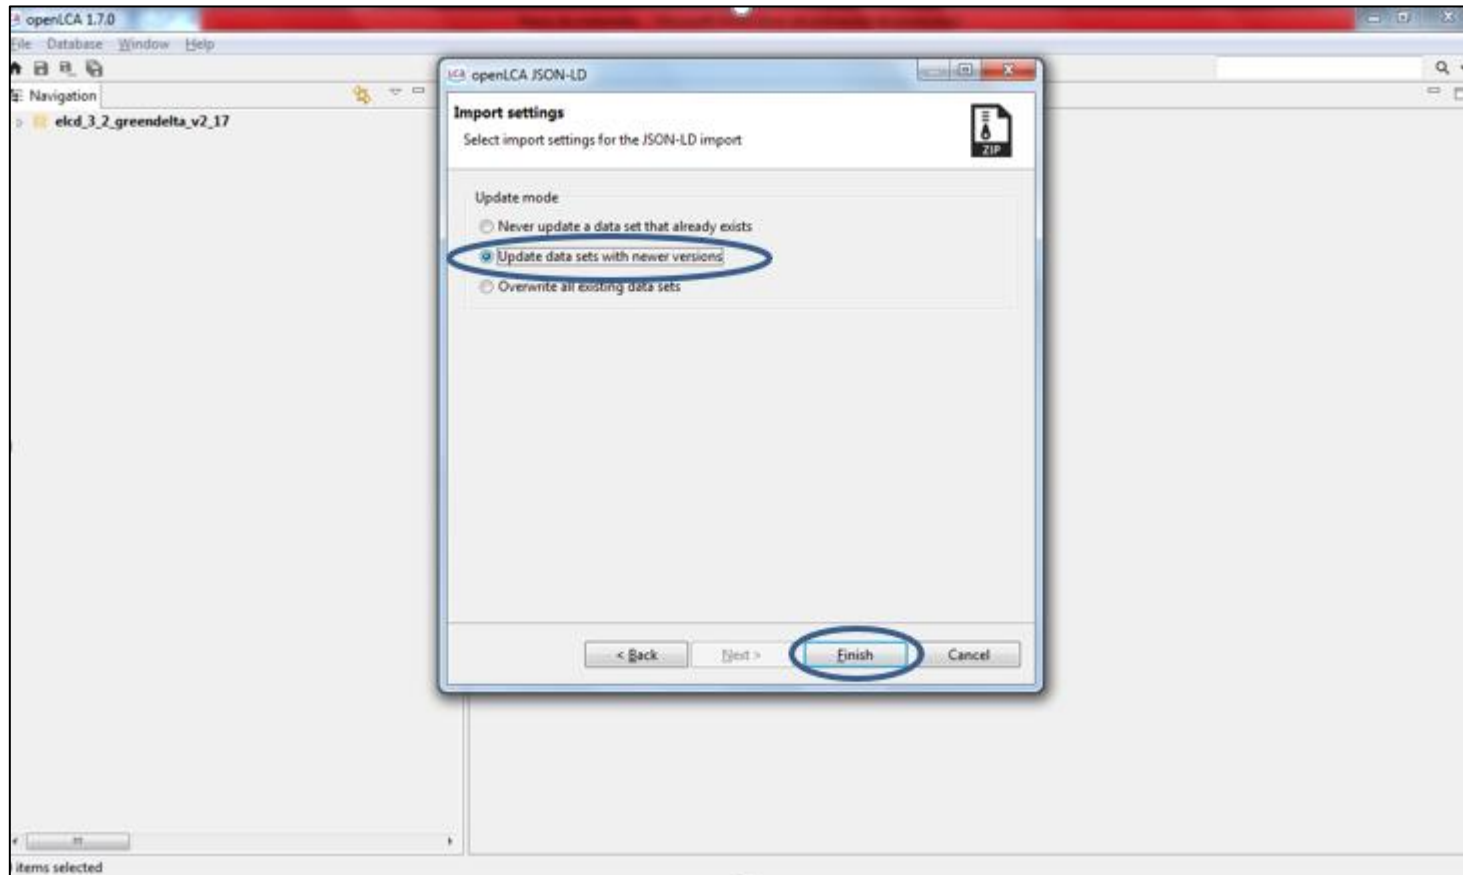 openLCA 1.7.0
File Database Window Help
Navigation
elcd_3_2_greendelta_v2_17
LCA openLCA JSON-LD
Import settings
Select import settings for the JSON-LD import
ZIP
Update mode
Never update a data set that already exists
Update data sets with newer versions
Overwrite all existing data sets
< Back Next > Finish Cancel
items selected